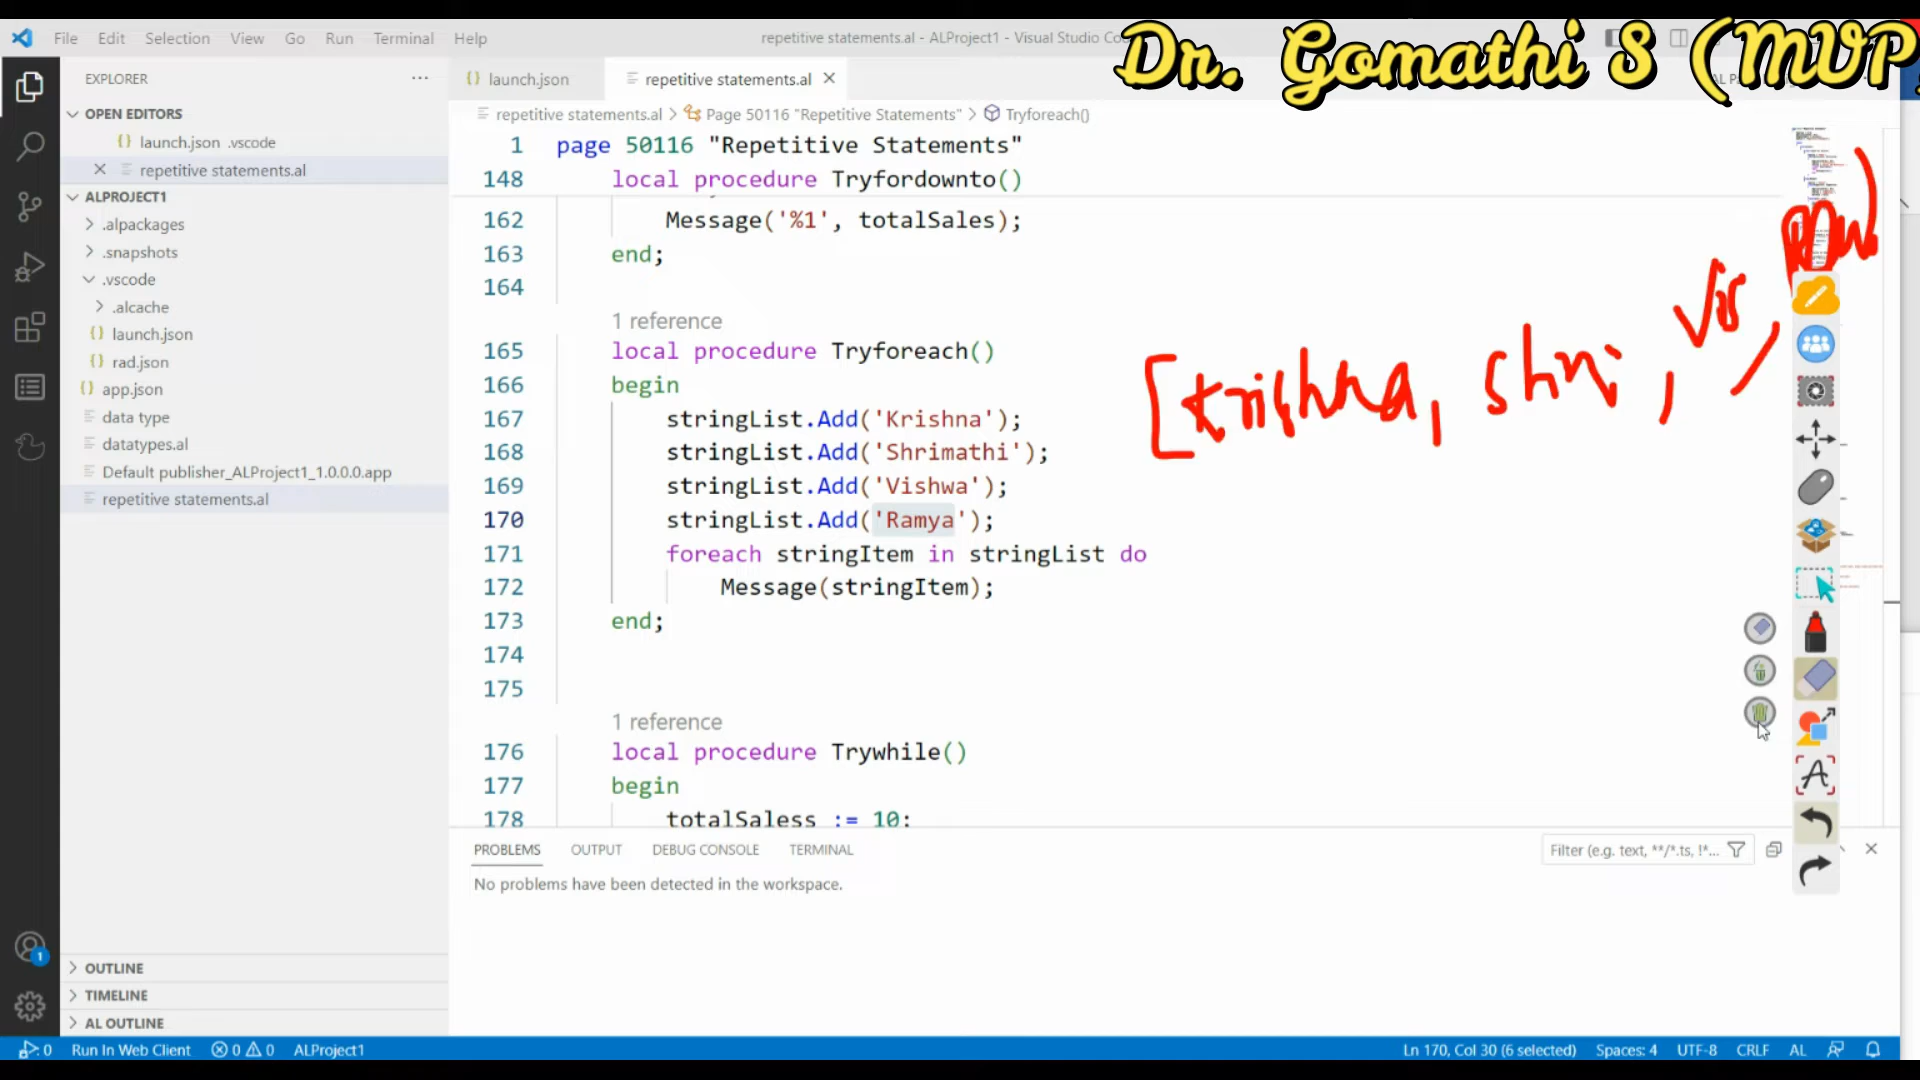 File Edit Selection View Go Run Terminal Help
repetitive statements.al - ALProject1 - Visual Studio Co
Dr. Gomathi S (MVP)
EXPLORER
launch.json
repetitive statements.al
OPEN EDITORS
launch.json .vscode
repetitive statements.al
ALPROJECT1
.alpackages
.snapshots
.vscode
.alcache
launch.json
rad.json
app.json
data type
datatypes.al
Default publisher_ALProject1_1.0.0.0.app
repetitive statements.al
OUTLINE
TIMELINE
AL OUTLINE
repetitive statements.al > Page 50116 "Repetitive Statements" > Tryforeach()
1 page 50116 "Repetitive Statements"
148 local procedure Tryfordownto()
162 Message('%1', totalSales);
163 end;
164
1 reference
165 local procedure Tryforeach()
166 begin
167 stringList.Add('Krishna');
168 stringList.Add('Shrimathi');
169 stringList.Add('Vishwa');
170 stringList.Add('Ramya');
171 foreach stringItem in stringList do
172 Message(stringItem);
173 end;
174
175
1 reference
176 local procedure Trywhile()
177 begin
178 totalSaless := 10;
[Krishna, Shri, Vis,
PROBLEMS OUTPUT DEBUG CONSOLE TERMINAL
Filter (e.g. text, **/*.ts, !*...
No problems have been detected in the workspace.
1
A
0 Run In Web Client 0 0 ALProject1
Ln 170, Col 30 (6 selected) Spaces: 4 UTF-8 CRLF AL